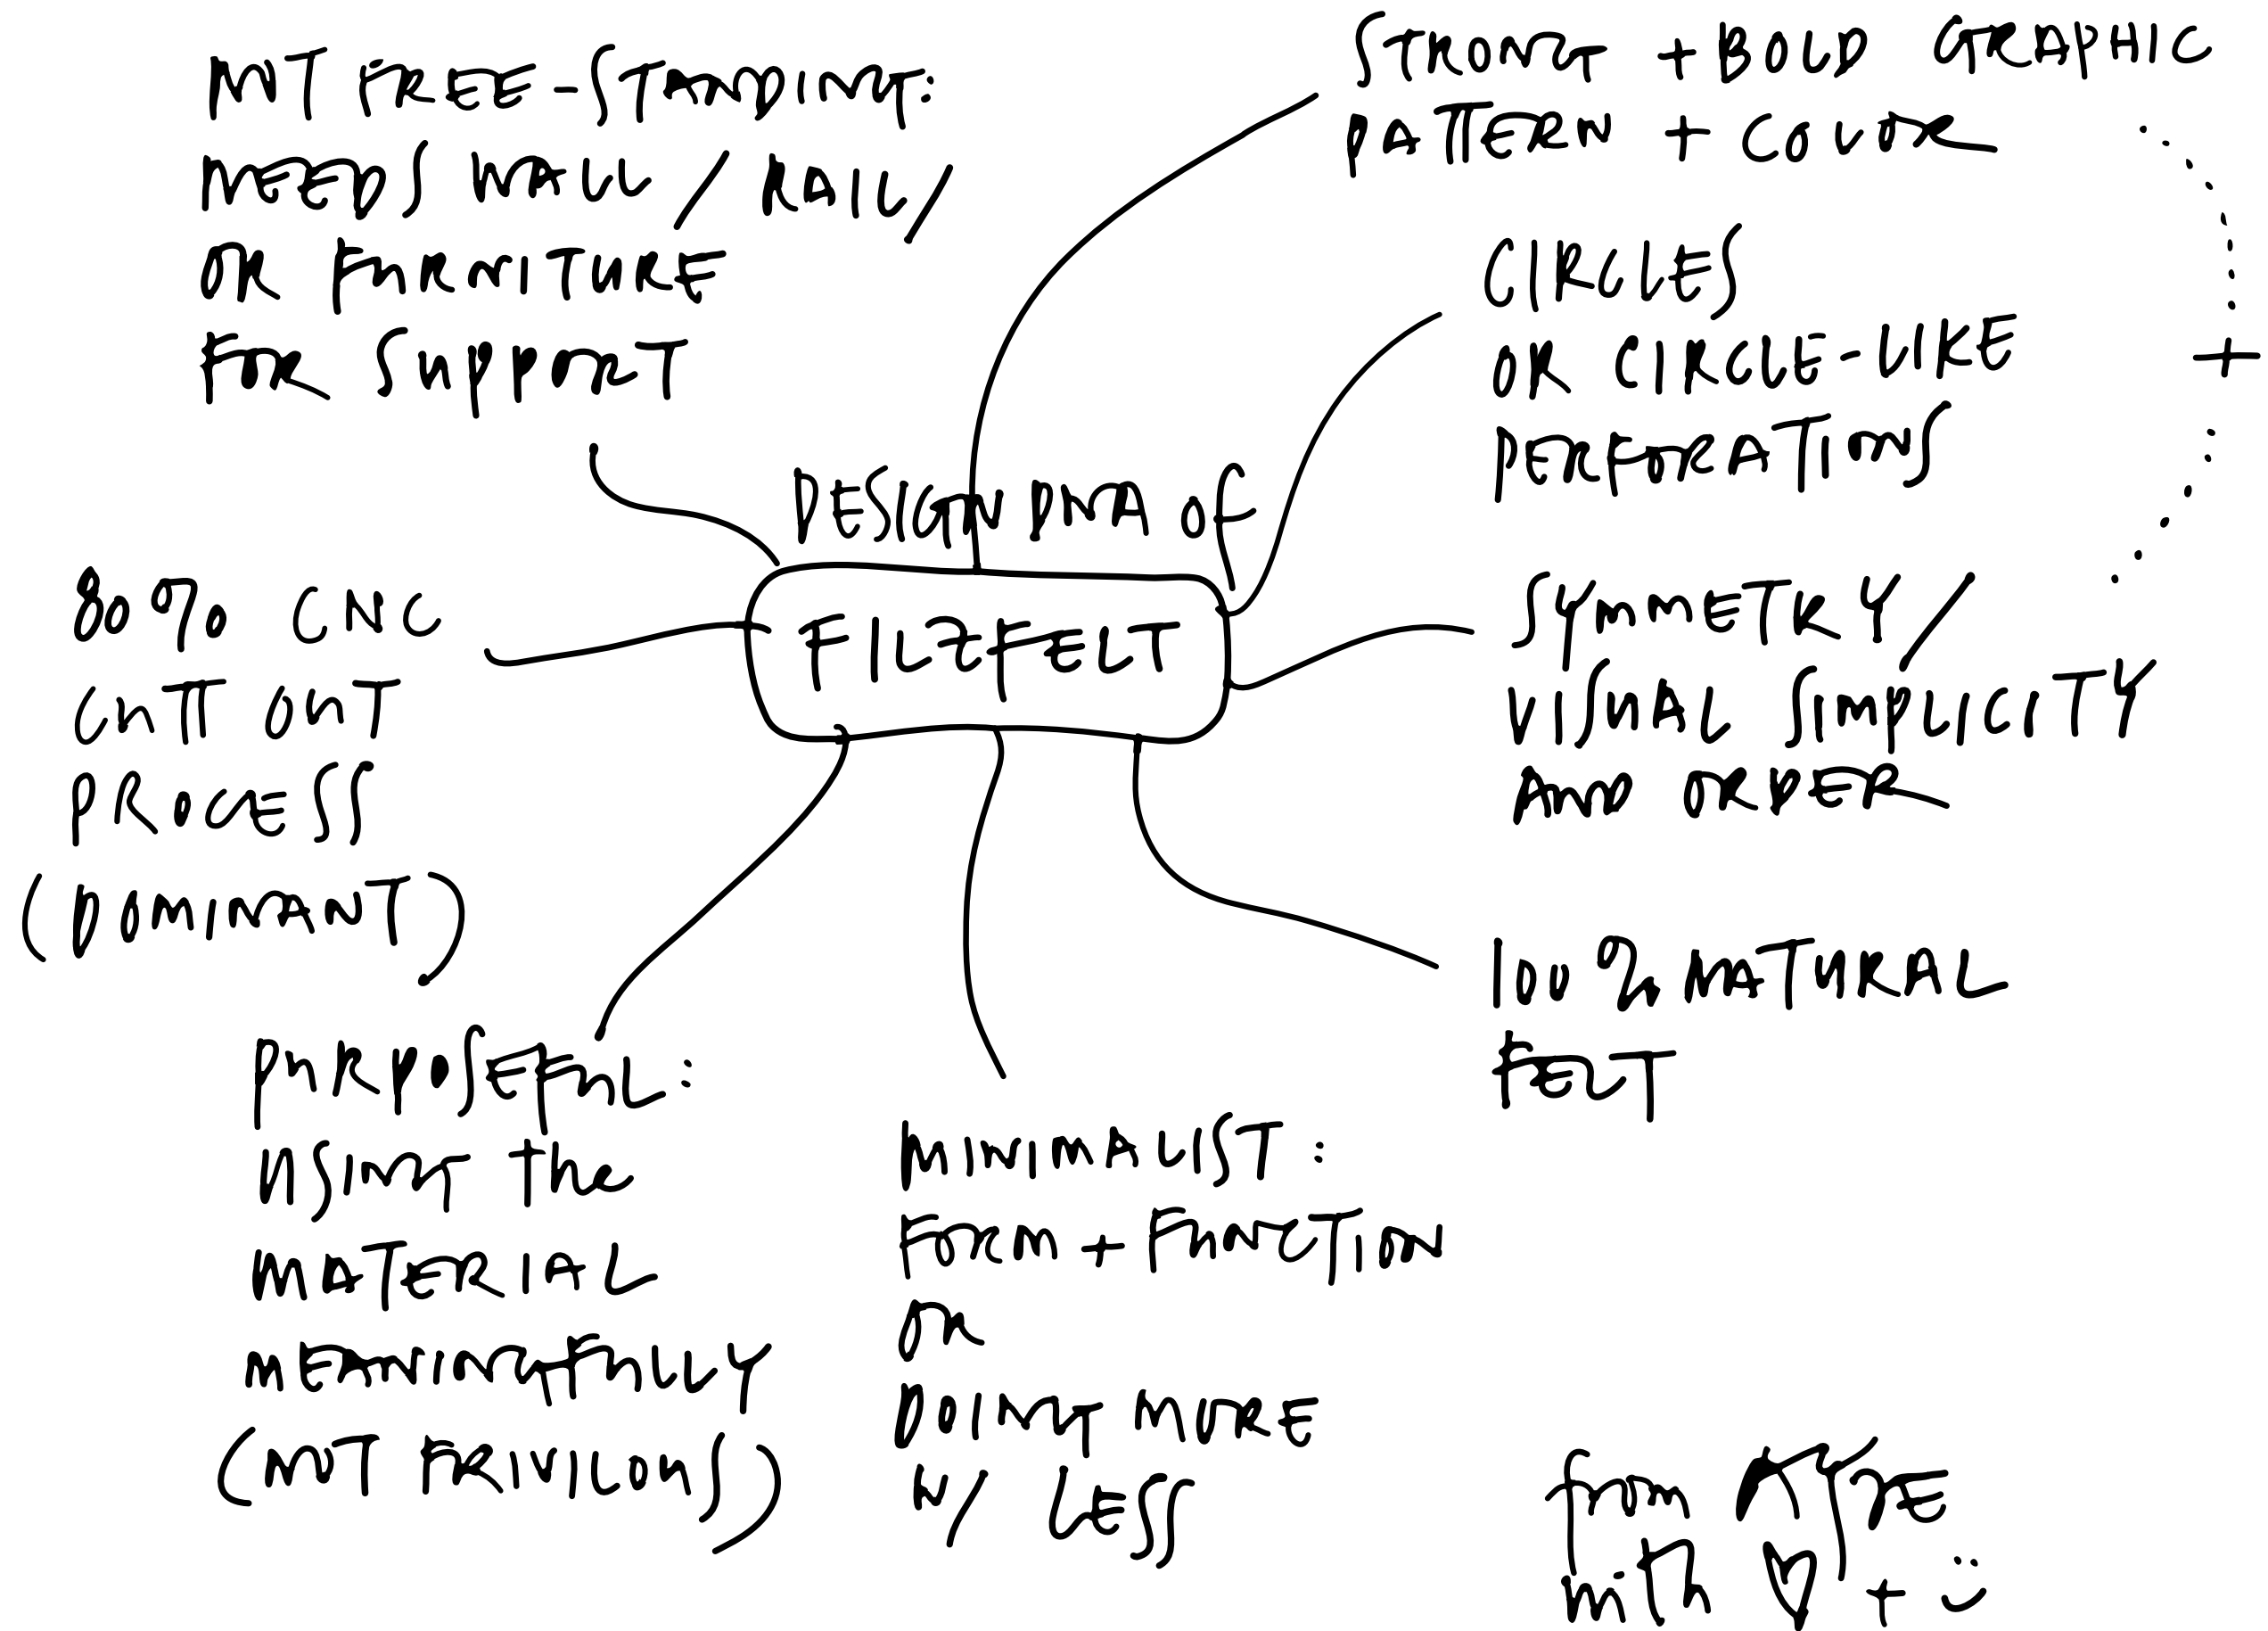 DESIGN DNA of
FILZFELT
NOT FREE-STANDING:
NEEDS WALL/RAIL/
OR FURNITURE
FOR SUPPORT
STRONG + BOLD GRAPHIC
PATTERN + COLOR
CIRCLES
OR CIRCLE-LIKE
PERFORATIONS
+
SYMMETRY/
VISUAL SIMPLICITY
AND ORDER
100% NATURAL
FELT
MINIMALIST:
FORM + FUNCTION
OR
DOING MORE
W/ LESS
PURPOSEFUL:
USING the
MATERIAL
MEANINGFULLY
(NOT FRIVILOUS)
80% CNC
CUTTOUT
PROCESS
(DOMINANT)
from
with ♡ + :)